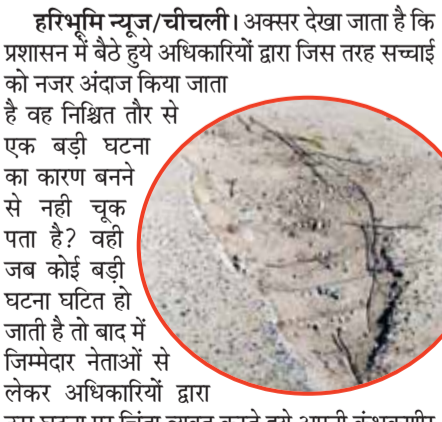 हरिभूमि न्यूज/चीचली। अक्सर देखा जाता है कि
प्रशासन में बैठे हुये अधिकारियों द्वारा जिस तरह सच्चाई
को नजर अंदाज किया जाता
है वह निश्चित तौर से
एक बड़ी घटना
का कारण बनने
से नही चूक
पता है? वही
जब कोई बड़ी
घटना घटित हो
जाती है तो बाद में
जिम्मेदार नेताओं से
लेकर अधिकारियों द्वारा